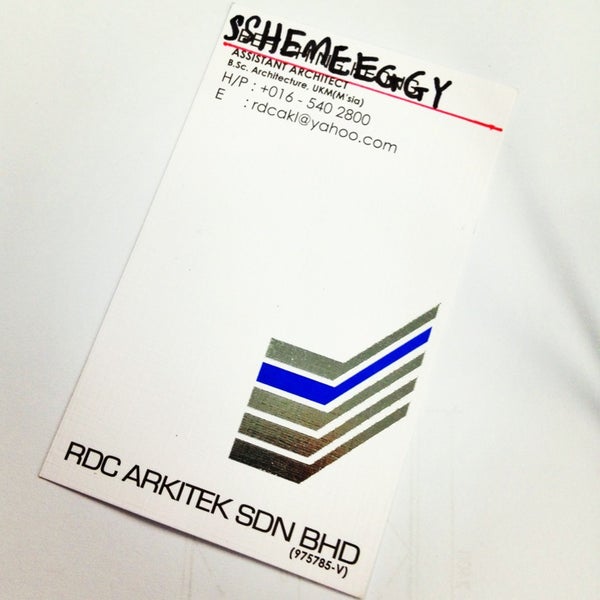 SSHEMEEGGY
ASSISTANT ARCHITECT
B.Sc. Architecture, UKM(M'sia)
H/P : +016 - 540 2800
E : rdcakl@yahoo.com
RDC ARKITEK SDN BHD
(975785-V)